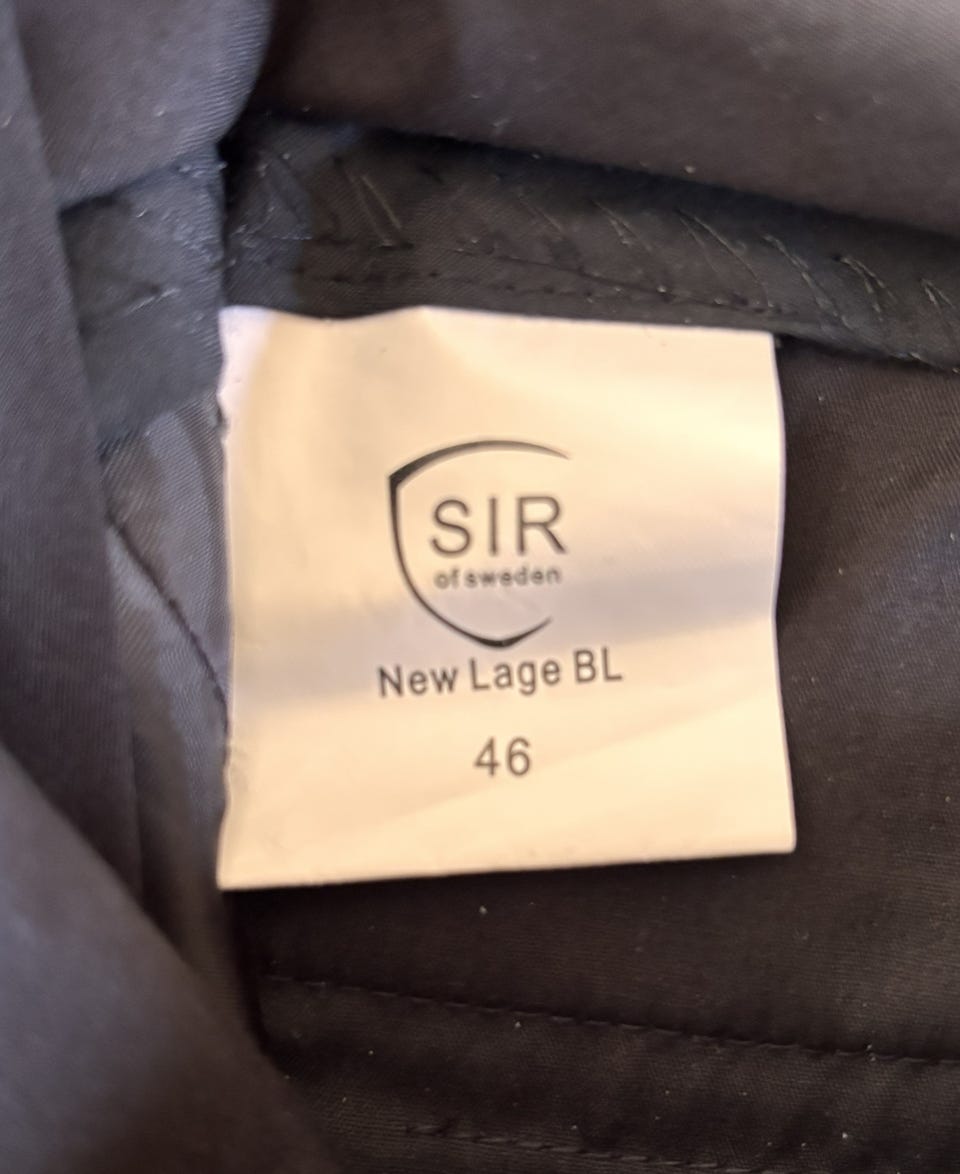 SIR
of sweden
New Lage BL
46